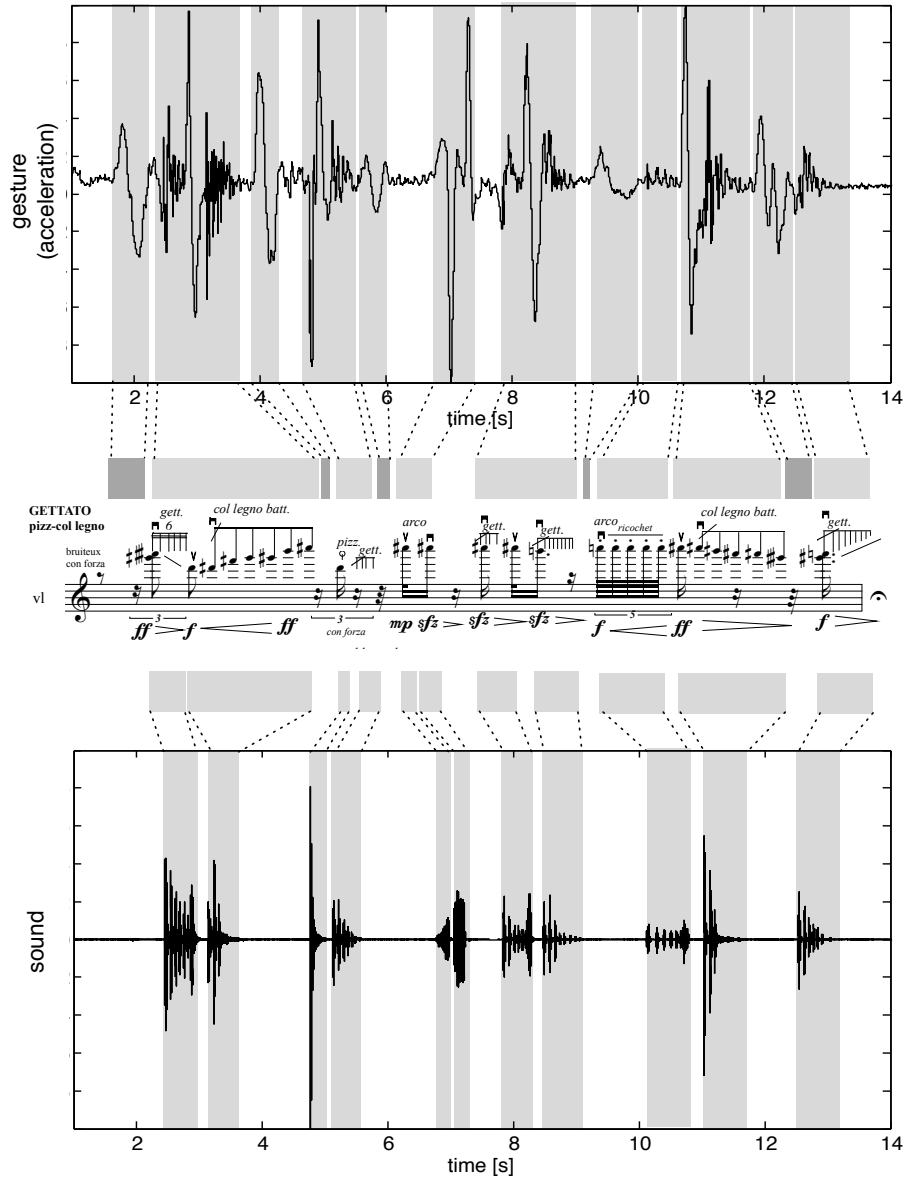 gesture
(acceleration)
2 4 6 8 10 12 14
time [s]
GETTATO
pizz-col legno
bruiteux
con forza
vl
gett.
6
col legno batt.
pizz.
gett.
arco
gett.
gett.
arco
ricochet
col legno batt.
gett.
3
3
5
ff f ff
con forza
mp sfz sfz sfz
f ff f
sound
2 4 6 8 10 12 14
time [s]